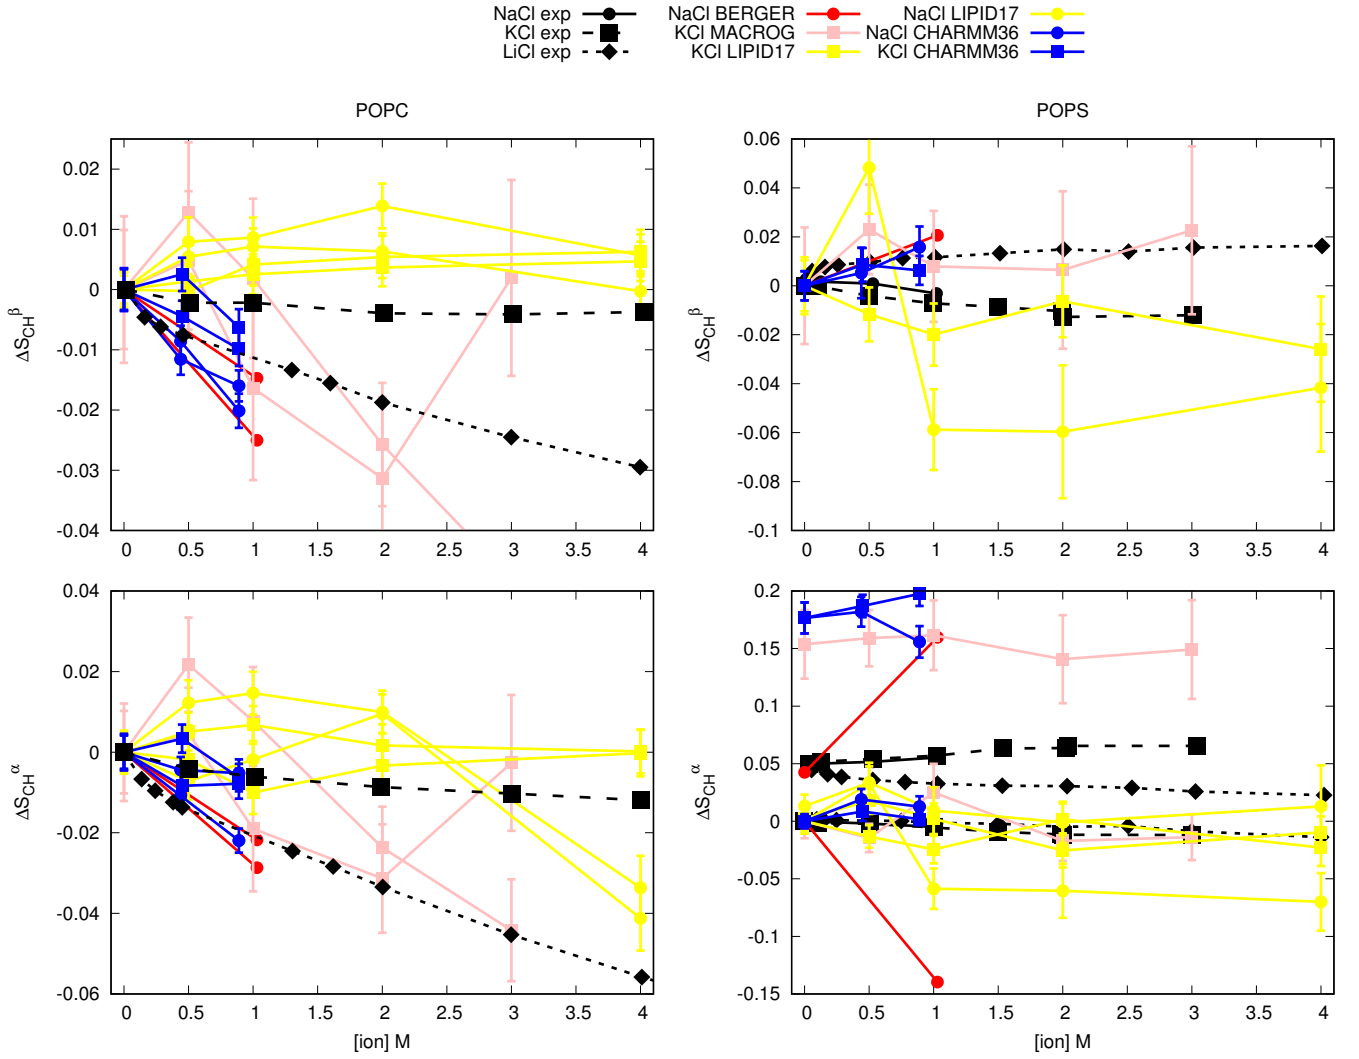 NaCl exp NaCl BERGER NaCl LIPID17
KCl exp KCl MACROG NaCl CHARMM36
LiCl exp KCl LIPID17 KCl CHARMM36
POPC POPS
ΔS_CH^β
0.02
0.01
0
-0.01
-0.02
-0.03
-0.04
0 0.5 1 1.5 2 2.5 3 3.5 4
ΔS_CH^β
0.06
0.04
0.02
0
-0.02
-0.04
-0.06
-0.08
-0.1
0 0.5 1 1.5 2 2.5 3 3.5 4
ΔS_CH^α
0.04
0.02
0
-0.02
-0.04
-0.06
0 0.5 1 1.5 2 2.5 3 3.5 4
[ion] M
ΔS_CH^α
0.2
0.15
0.1
0.05
0
-0.05
-0.1
-0.15
0 0.5 1 1.5 2 2.5 3 3.5 4
[ion] M